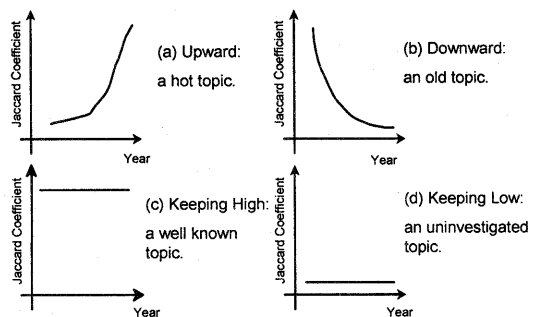 Jaccard Coefficient
(a) Upward:
a hot topic.
Year
Jaccard Coefficient
(b) Downward:
an old topic.
Year
Jaccard Coefficient
(c) Keeping High:
a well known
topic.
Year
Jaccard Coefficient
(d) Keeping Low:
an uninvestigated
topic.
Year